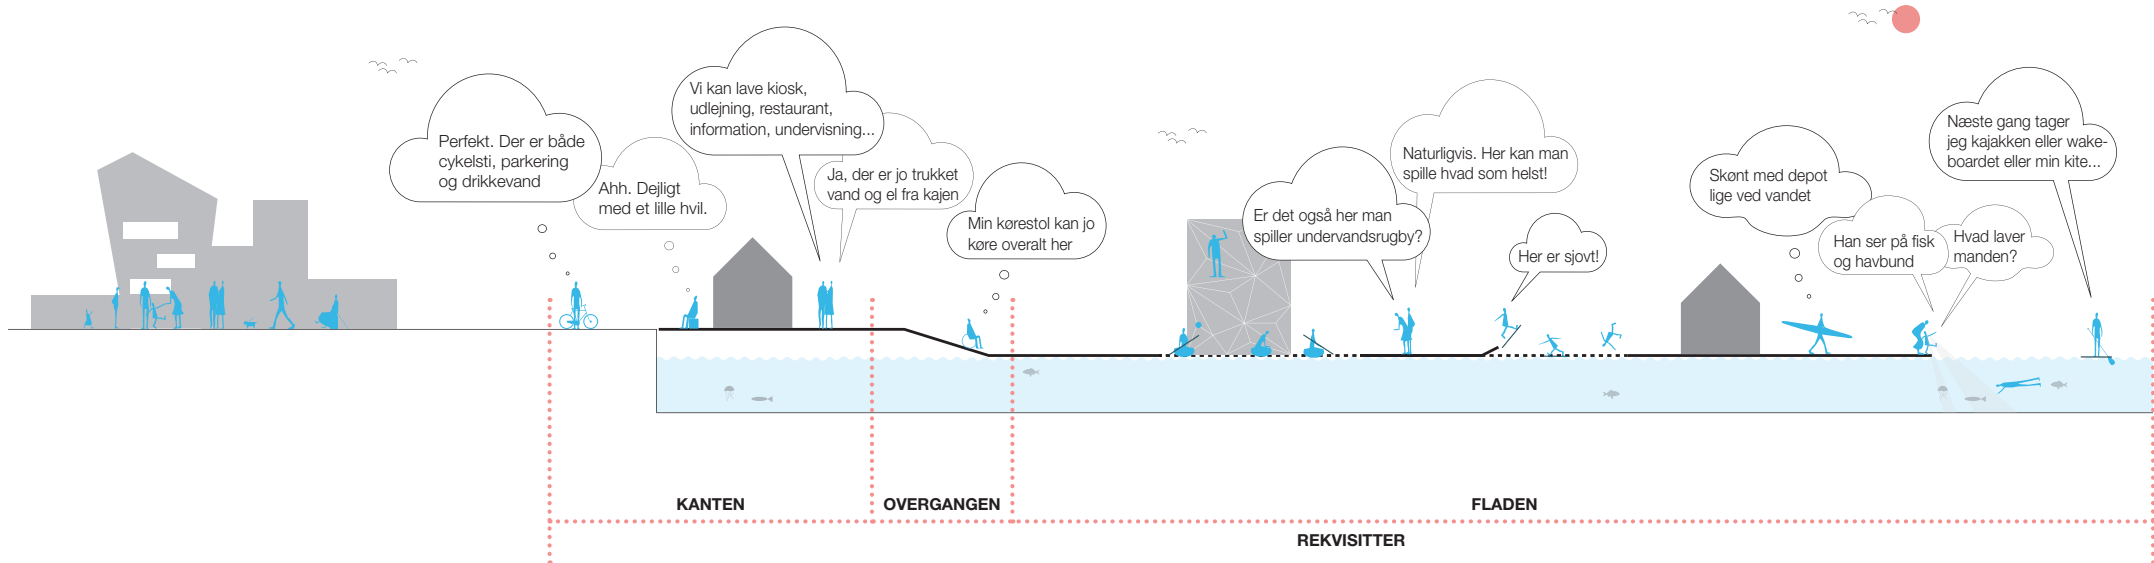 Perfekt. Der er både
cykelsti, parkering
og drikkevand
Ahh. Dejligt
med et lille hvil.
Vi kan lave kiosk,
udlejning, restaurant,
information, undervisning...
Ja, der er jo trukket
vand og el fra kajen
Min kørestol kan jo
køre overalt her
Er det også her man
spiller undervandsrugby?
Naturligvis. Her kan man
spille hvad som helst!
Her er sjovt!
Skønt med depot
lige ved vandet
Han ser på fisk
og havbund
Hvad laver
manden?
Næste gang tager
jeg kajakken eller wake-
boardet eller min kite...
KANTEN
OVERGANGEN
FLADEN
REKVISITTER